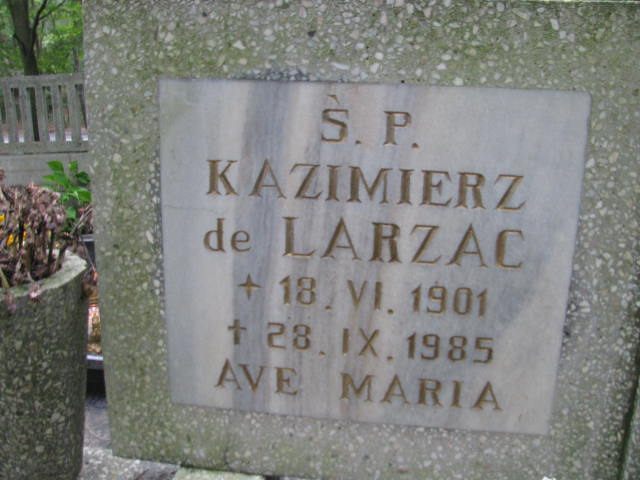 Ś. P.
KAZIMIERZ
de LARZAC
+ 18. VI. 1901
† 28. IX. 1985
AVE MARIA